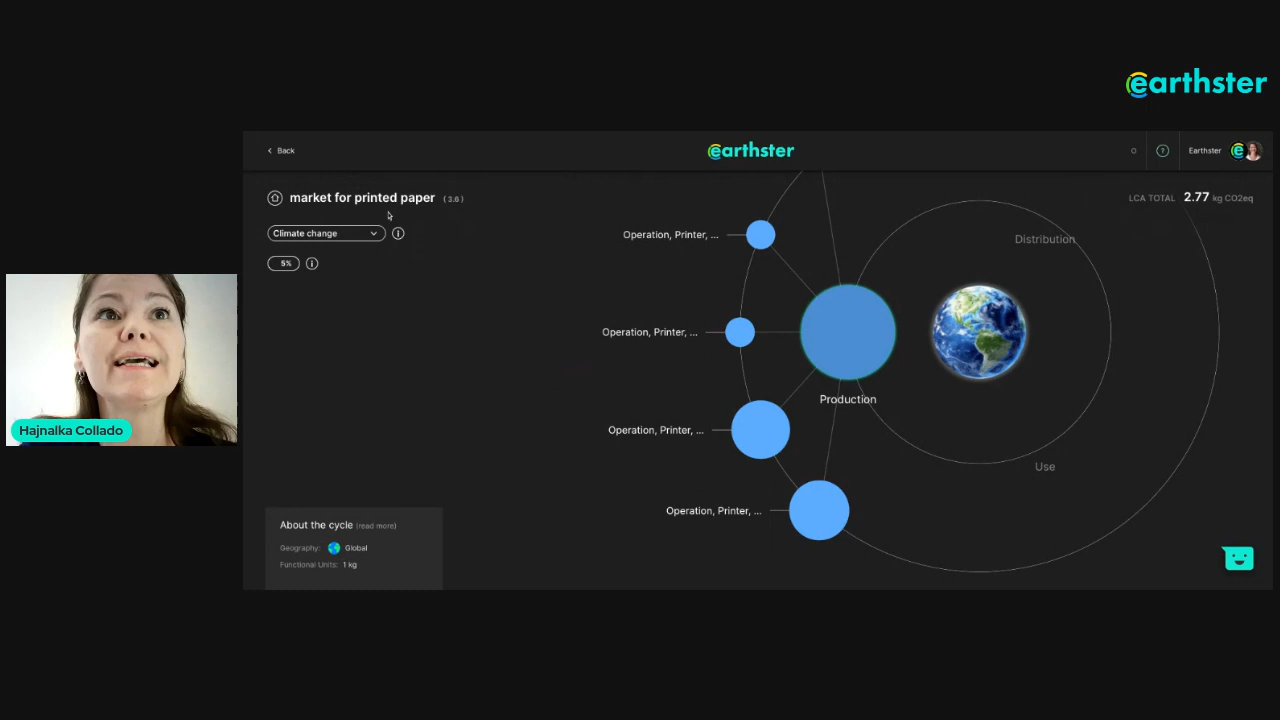 earthster
Back
earthster
Earthster
market for printed paper (3.6)
LCA TOTAL 2.77 kg CO2eq
Climate change
5%
Operation, Printer, ...
Distribution
Operation, Printer, ...
Production
Operation, Printer, ...
Hajnalka Collado
Use
Operation, Printer, ...
About the cycle (read more)
Geography: Global
Functional Units: 1 kg